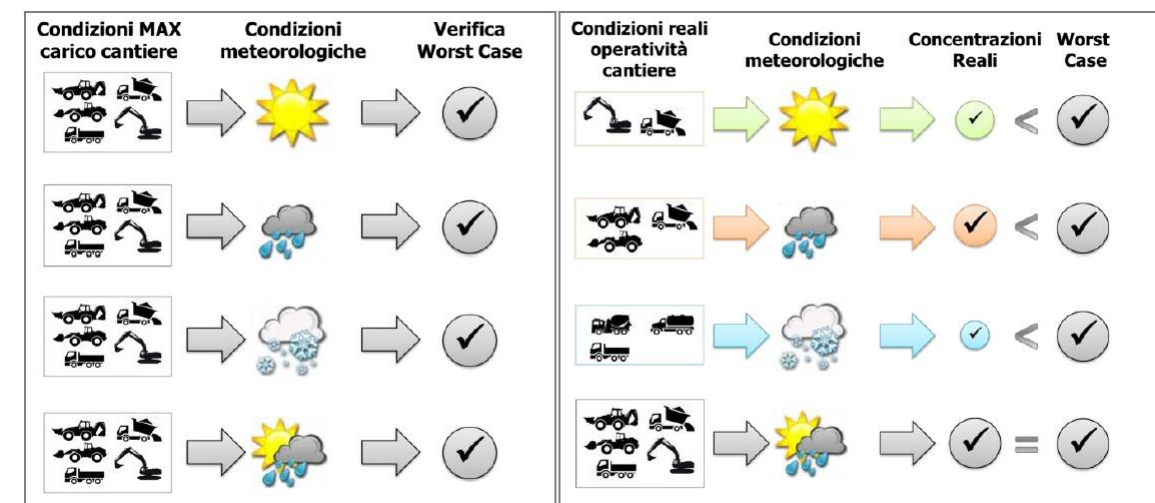 Condizioni MAX
carico cantiere
Condizioni
meteorologiche
Verifica
Worst Case
Condizioni reali
operatività
cantiere
Condizioni
meteorologiche
Concentrazioni
Reali
Worst
Case
<
<
<
=